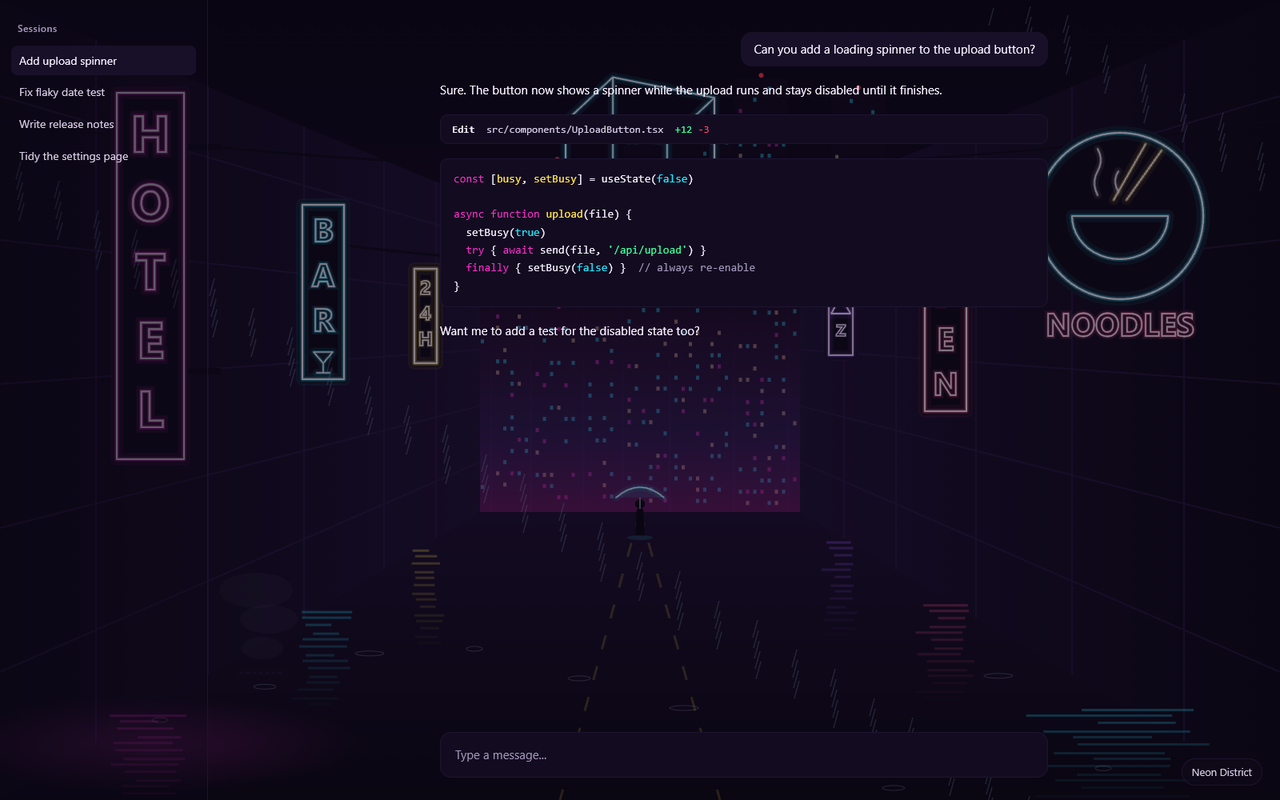 Sessions
Add upload spinner
Fix flaky date test
Write release notes
Tidy the settings page
HOTEL
BAR
24H
Can you add a loading spinner to the upload button?
Sure. The button now shows a spinner while the upload runs and stays disabled until it finishes.
Edit src/components/UploadButton.tsx +12 -3
const [busy, setBusy] = useState(false)
async function upload(file) {
setBusy(true)
try { await send(file, '/api/upload') }
finally { setBusy(false) } // always re-enable
}
Want me to add a test for the disabled state too?
Z
EN
NOODLES
Type a message...
Neon District